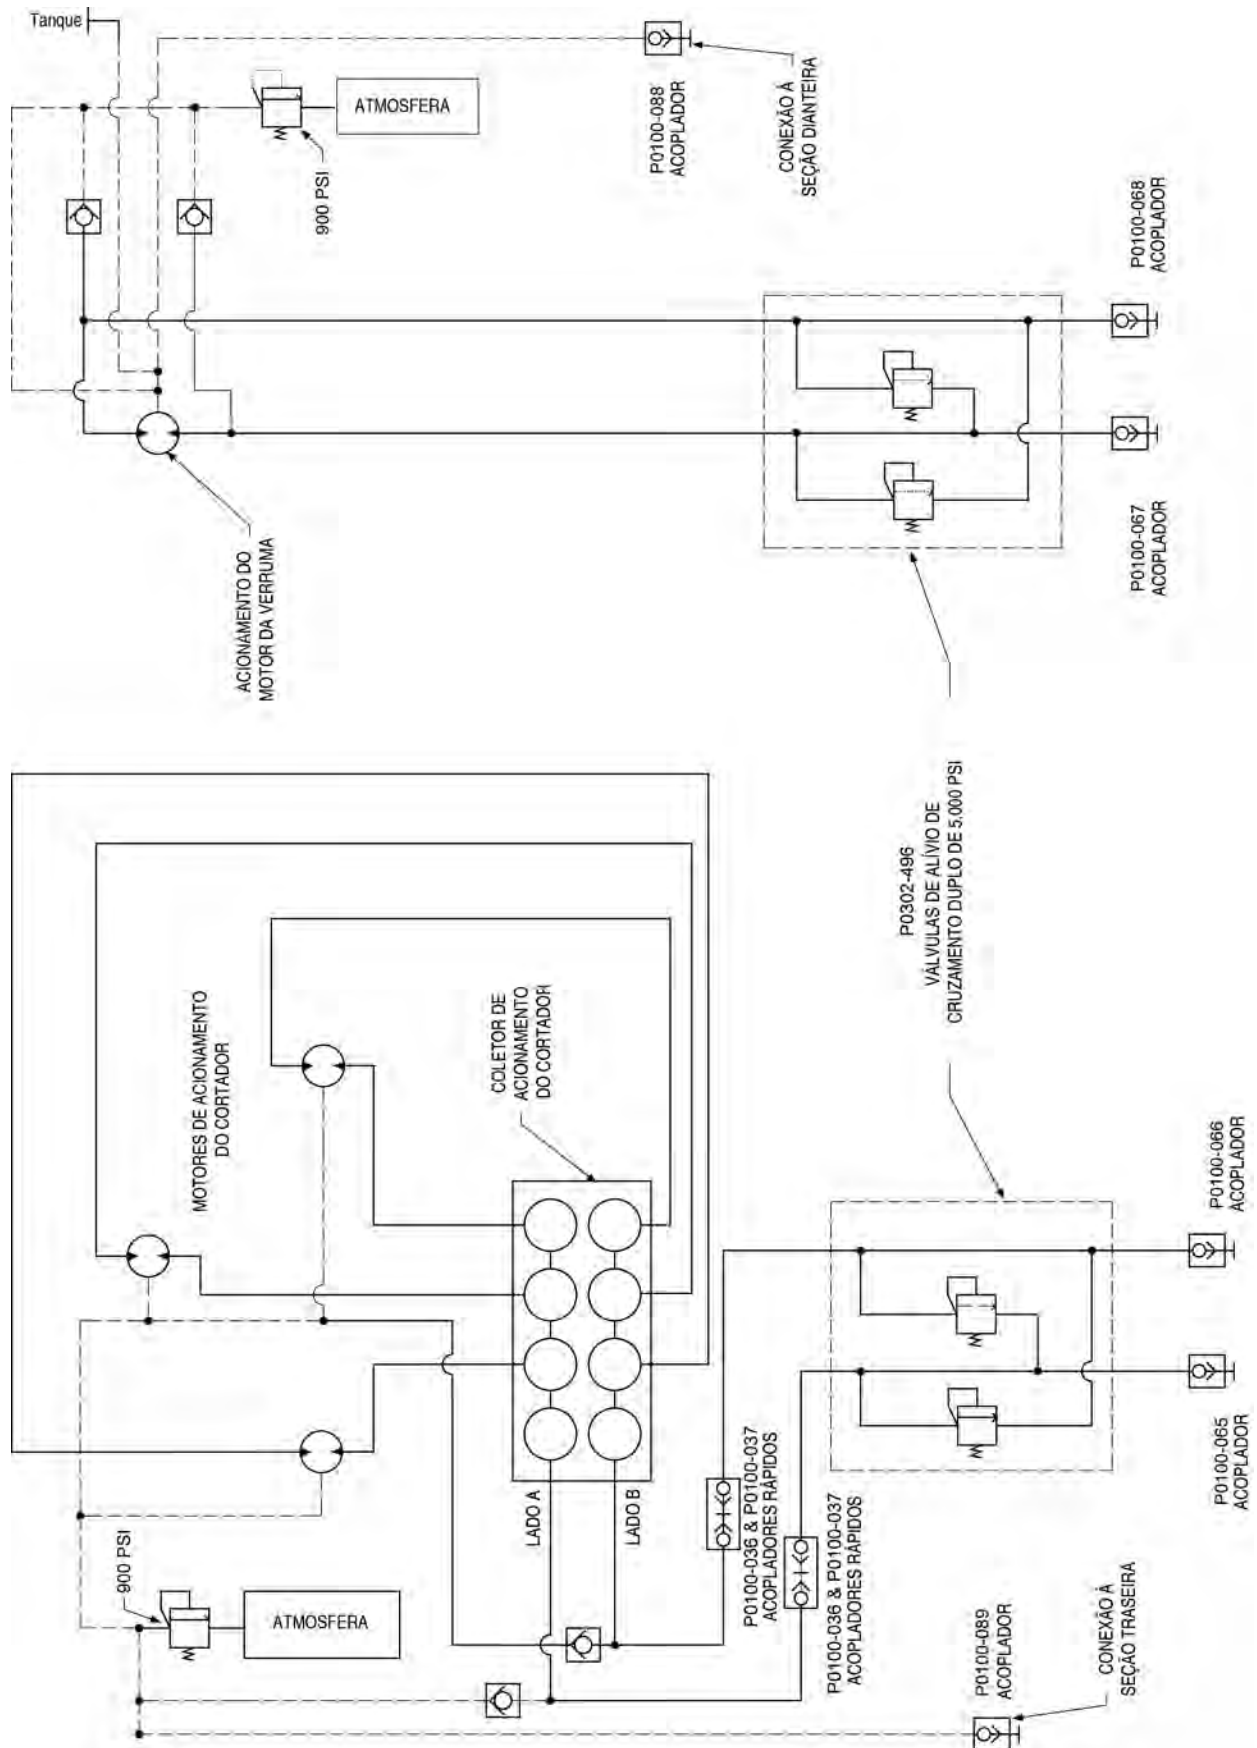 Tanque
ATMOSFERA
900 PSI
P0100-088
ACOPLADOR
CONEXÃO À
SEÇÃO DIANTEIRA
P0100-068
ACOPLADOR
P0100-067
ACOPLADOR
ACIONAMENTO DO
MOTOR DA VERRUMA
P0302-496
VÁLVULAS DE ALÍVIO DE
CRUZAMENTO DUPLO DE 5.000 PSI
MOTORES DE ACIONAMENTO
DO CORTADOR
COLETOR DE
ACIONAMENTO
DO CORTADOR
LADO A
LADO B
900 PSI
ATMOSFERA
P0100-036 & P0100-037
ACOPLADORES RÁPIDOS
P0100-036 & P0100-037
ACOPLADORES RÁPIDOS
P0100-066
ACOPLADOR
P0100-065
ACOPLADOR
P0100-089
ACOPLADOR
CONEXÃO À
SEÇÃO TRASEIRA